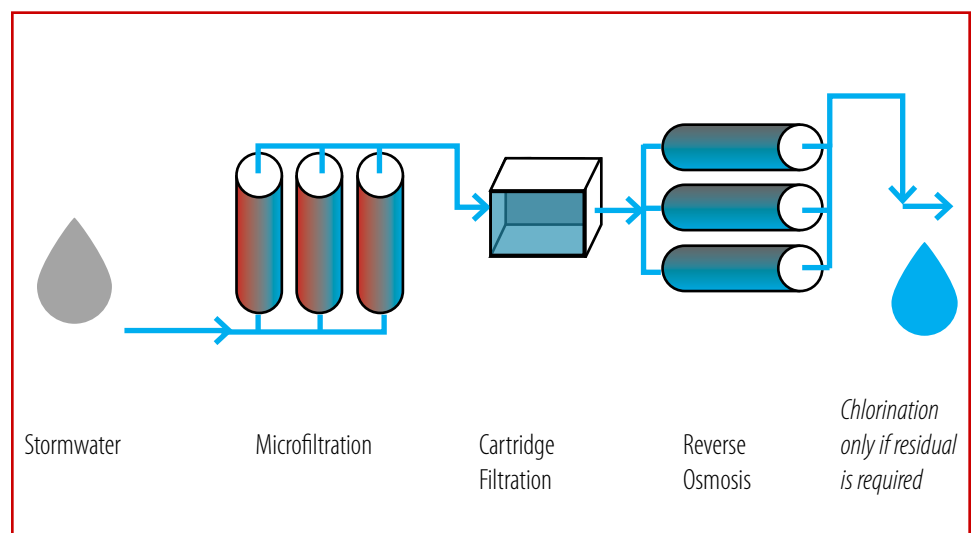 Stormwater
Microfiltration
Cartridge
Filtration
Reverse
Osmosis
Chlorination
only if residual
is required